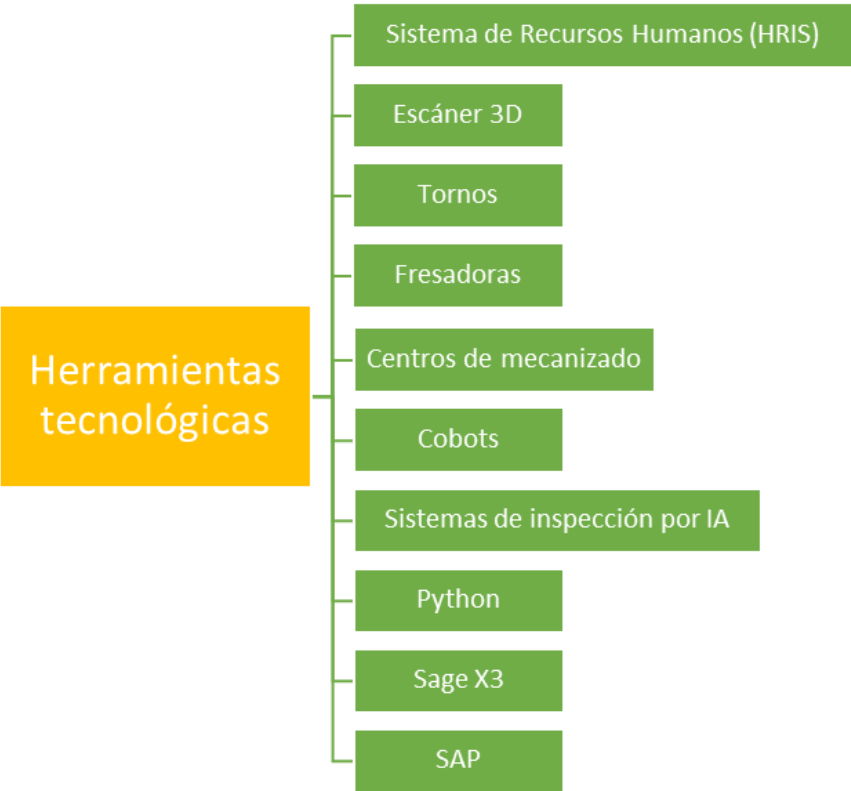 Sistema de Recursos Humanos (HRIS)
Escáner 3D
Tornos
Fresadoras
Herramientas
tecnológicas
Centros de mecanizado
Cobots
Sistemas de inspección por IA
Python
Sage X3
SAP